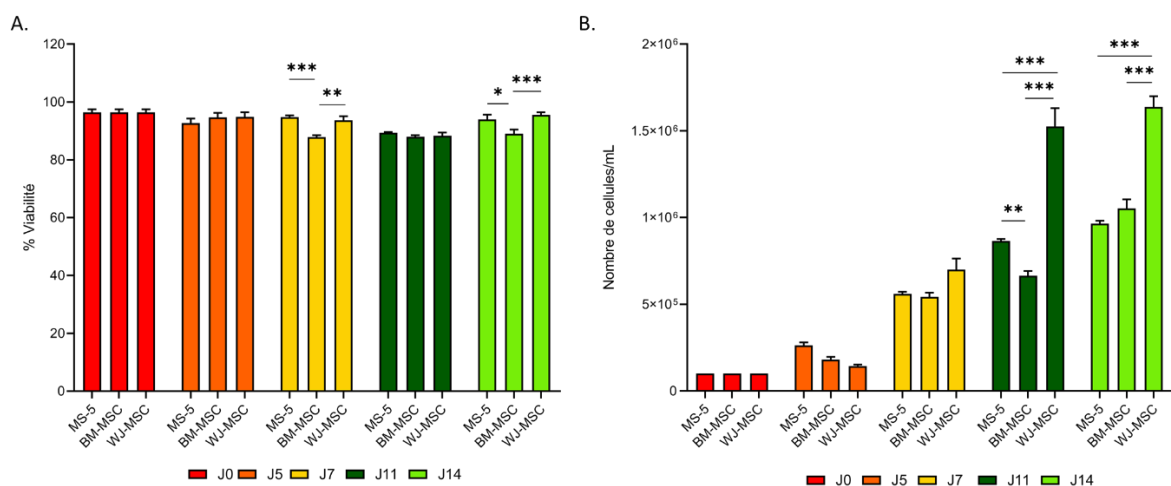 A.
120
100
80
60
40
20
0
% Viabilité
*** **
* ***
MS-5 BM-MSC WJ-MSC MS-5 BM-MSC WJ-MSC MS-5 BM-MSC WJ-MSC MS-5 BM-MSC WJ-MSC MS-5 BM-MSC WJ-MSC
J0 J5 J7 J11 J14
B.
2×10⁶
1.5×10⁶
1×10⁶
5×10⁵
0
Nombre de cellules/mL
***
***
**
***
***
MS-5 BM-MSC WJ-MSC MS-5 BM-MSC WJ-MSC MS-5 BM-MSC WJ-MSC MS-5 BM-MSC WJ-MSC MS-5 BM-MSC WJ-MSC
J0 J5 J7 J11 J14